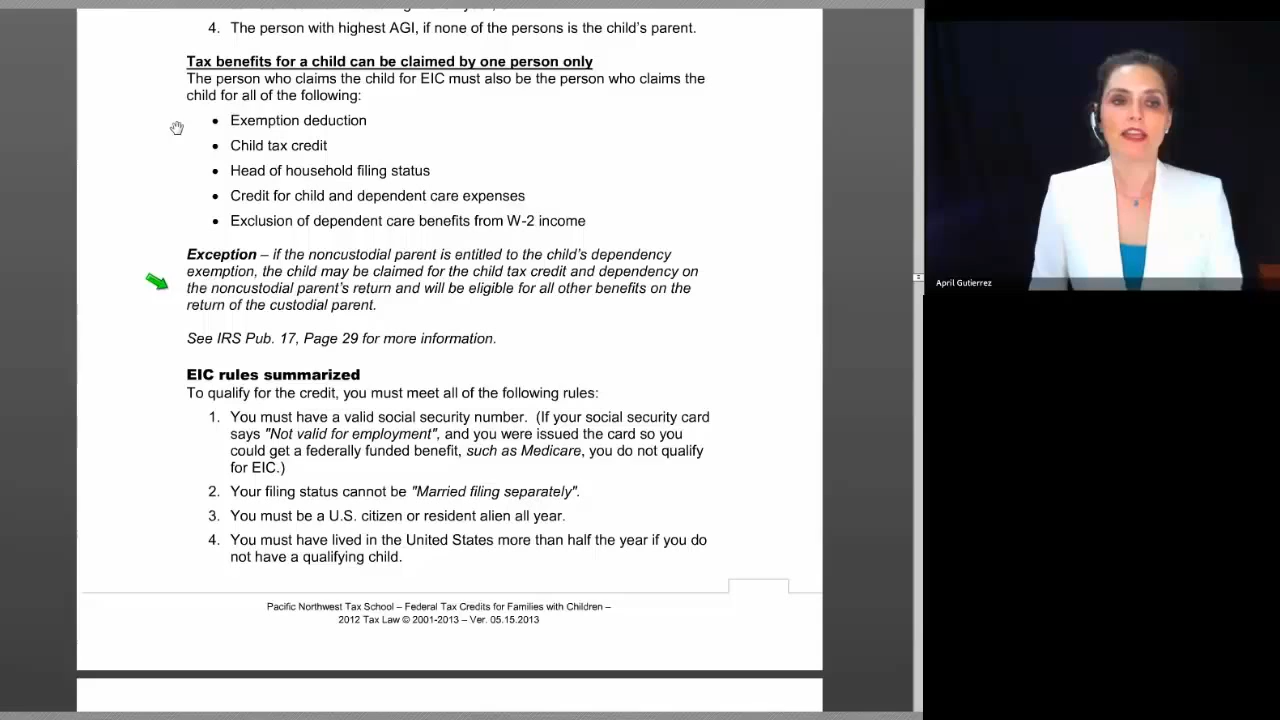 4. The person with highest AGI, if none of the persons is the child's parent.
Tax benefits for a child can be claimed by one person only
The person who claims the child for EIC must also be the person who claims the
child for all of the following:
• Exemption deduction
• Child tax credit
• Head of household filing status
• Credit for child and dependent care expenses
• Exclusion of dependent care benefits from W-2 income
Exception – if the noncustodial parent is entitled to the child's dependency
exemption, the child may be claimed for the child tax credit and dependency on
the noncustodial parent's return and will be eligible for all other benefits on the
return of the custodial parent.
See IRS Pub. 17, Page 29 for more information.
EIC rules summarized
To qualify for the credit, you must meet all of the following rules:
1. You must have a valid social security number. (If your social security card
says "Not valid for employment", and you were issued the card so you
could get a federally funded benefit, such as Medicare, you do not qualify
for EIC.)
2. Your filing status cannot be "Married filing separately".
3. You must be a U.S. citizen or resident alien all year.
4. You must have lived in the United States more than half the year if you do
not have a qualifying child.
Pacific Northwest Tax School – Federal Tax Credits for Families with Children –
2012 Tax Law © 2001-2013 – Ver. 05.15.2013
April Gutierrez